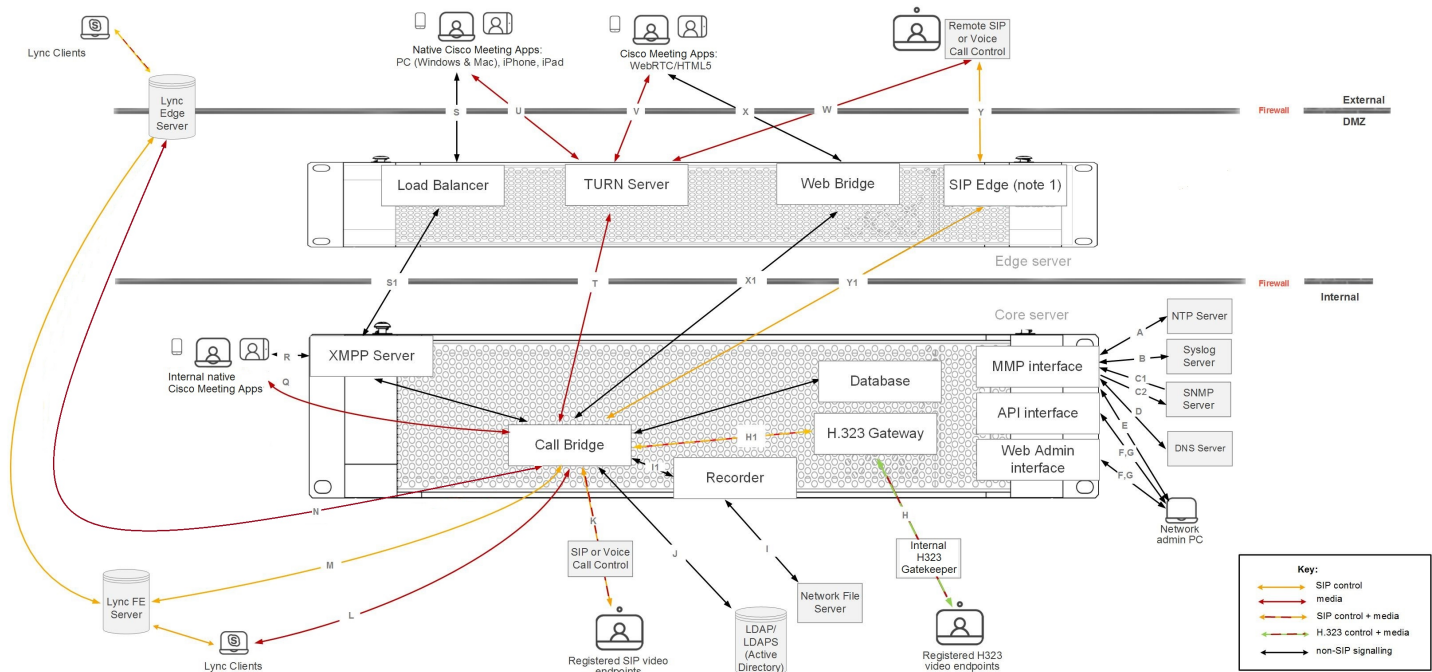 Lync Clients
Native Cisco Meeting Apps:
PC (Windows & Mac), iPhone, iPad
Cisco Meeting Apps:
WebRTC/HTML5
Remote SIP
or Voice
Call Control
Lync
Edge
Server
S
U
V
X
W
Y
Firewall
External
DMZ
Load Balancer
TURN Server
Web Bridge
SIP Edge (note 1)
Edge server
S1
T
X1
Y1
Firewall
Internal
Core server
XMPP Server
R
Q
Internal native
Cisco Meeting Apps
Database
Call Bridge
H1
H.323 Gateway
I1
Recorder
MMP interface
API interface
Web Admin
interface
A
NTP Server
B
Syslog
Server
C1
C2
SNMP
Server
D
E
DNS Server
F,G
F,G
Network
admin PC
N
M
L
K
J
I
H
SIP or Voice
Call Control
Internal
H323
Gatekeeper
Network File
Server
Lync FE
Server
Lync Clients
Registered SIP video
endpoints
LDAP/
LDAPS
(Active
Directory)
Registered H323
video endpoints
Key:
SIP control
media
SIP control + media
H.323 control + media
non-SIP signalling